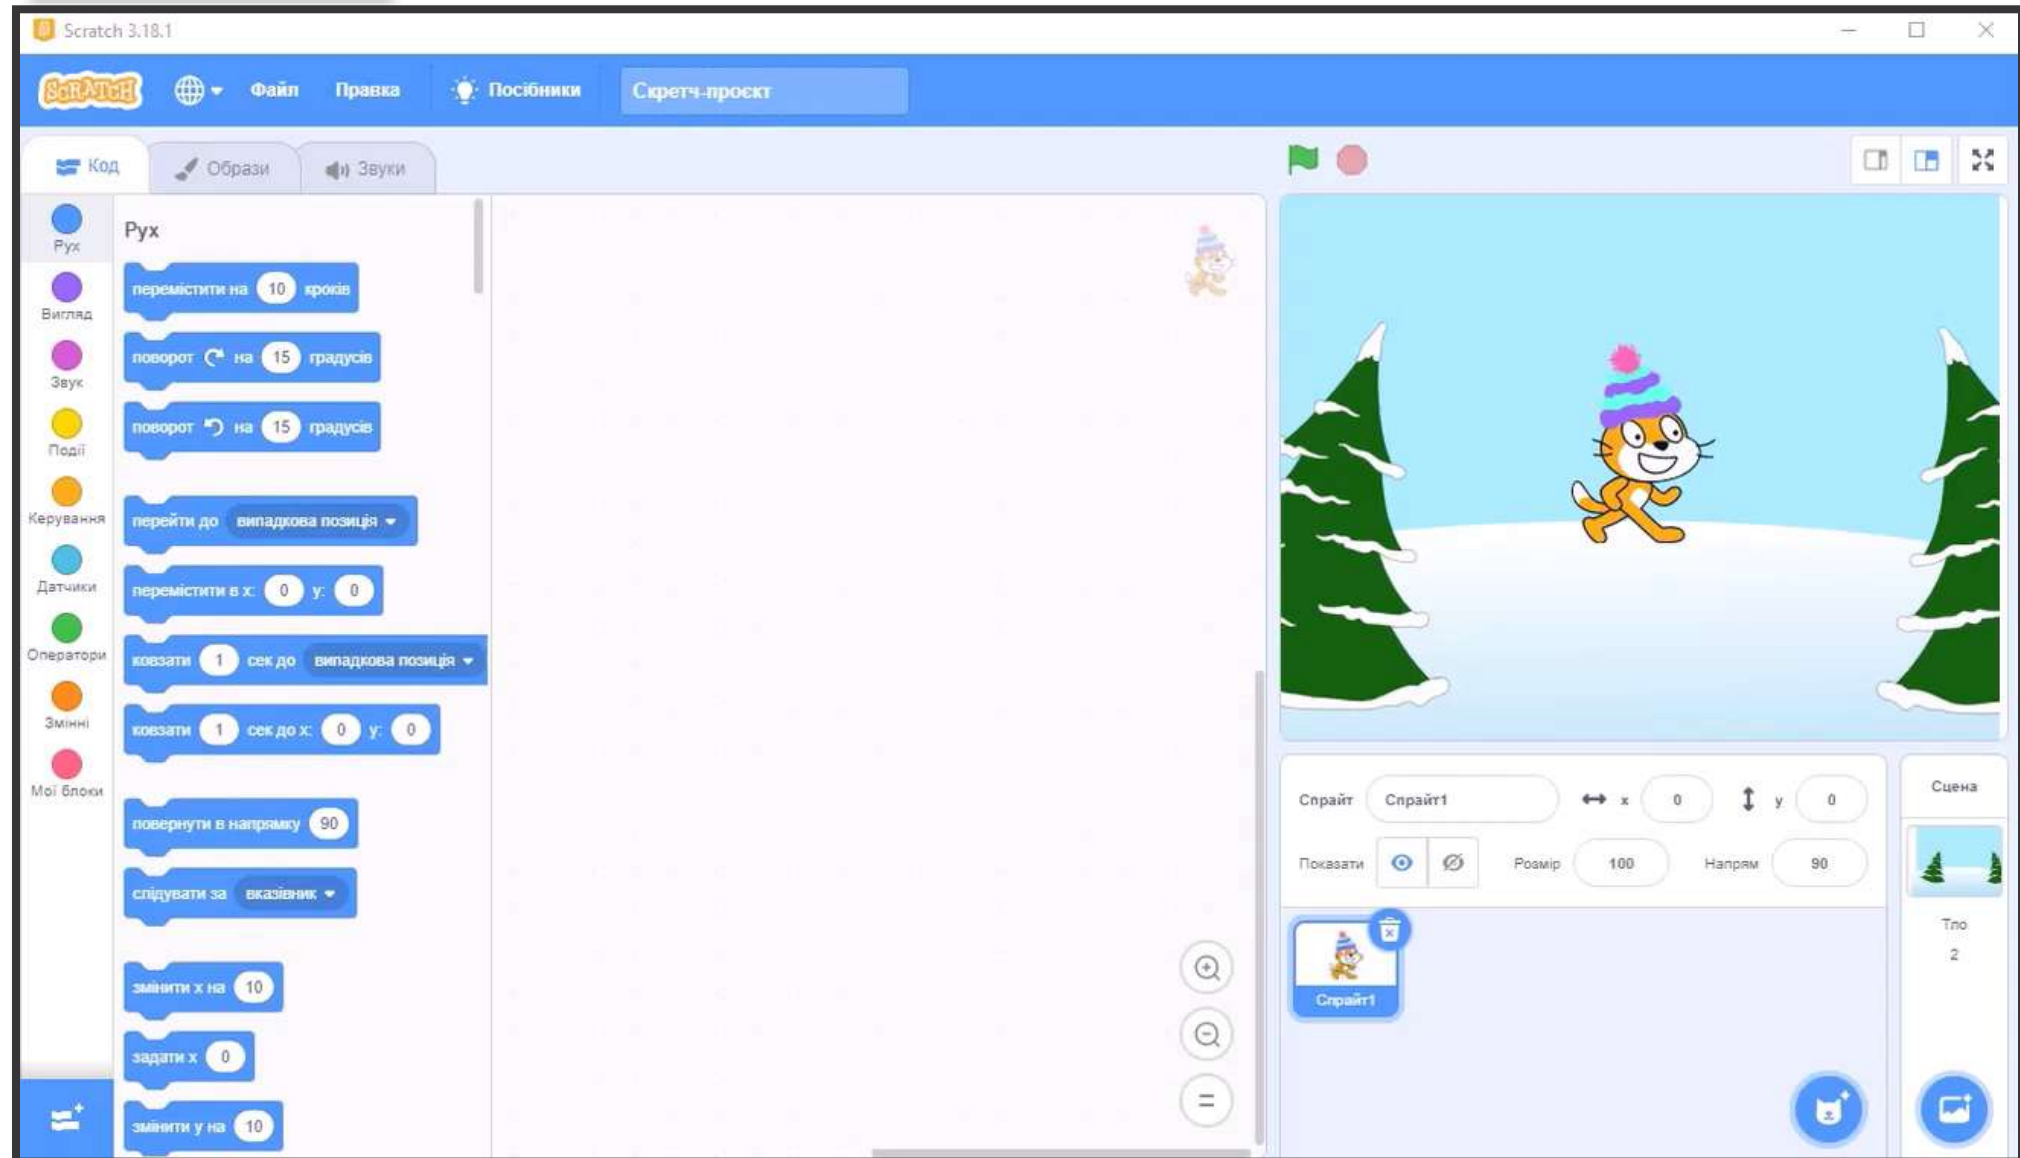 Scratch 3.18.1
SCRATCH Файл Правка Посібники Скретч-проєкт
Код Образи Звуки
Рух
Вигляд
Звук
Події
Керування
Датчики
Оператори
Змінні
Мої блоки
Рух
перемістити на 10 кроків
поворот на 15 градусів
поворот на 15 градусів
перейти до випадкова позиція
перемістити в x: 0 y: 0
ковзати 1 сек до випадкова позиція
ковзати 1 сек до x: 0 y: 0
повернути в напрямку 90
слідувати за вказівник
змінити x на 10
задати x 0
змінити y на 10
Спрайт Спрайт1 x 0 y 0
Показати Розмір 100 Напрям 90
Спрайт1
Сцена
Тло
2